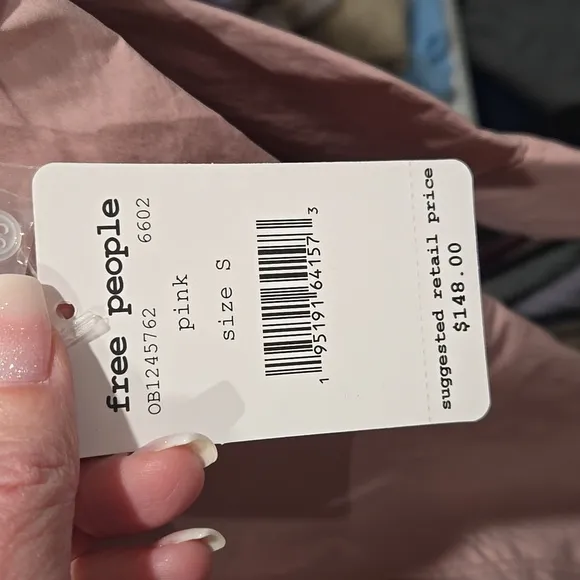 free people
OB1245762 6602
pink
size S
1 95191 64157 3
suggested retail price
$148.00